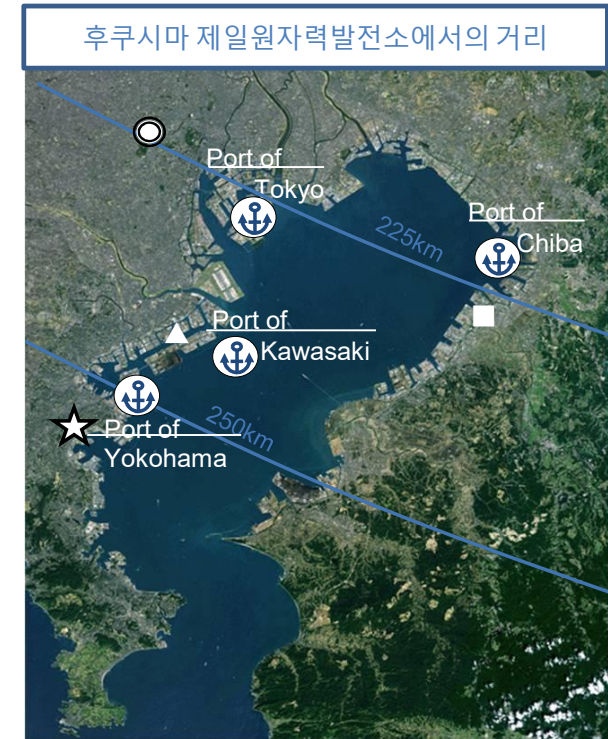 후쿠시마 제일원자력발전소에서의 거리
Port of
Tokyo
Port of
Chiba
225km
Port of
Kawasaki
250km
Port of
Yokohama